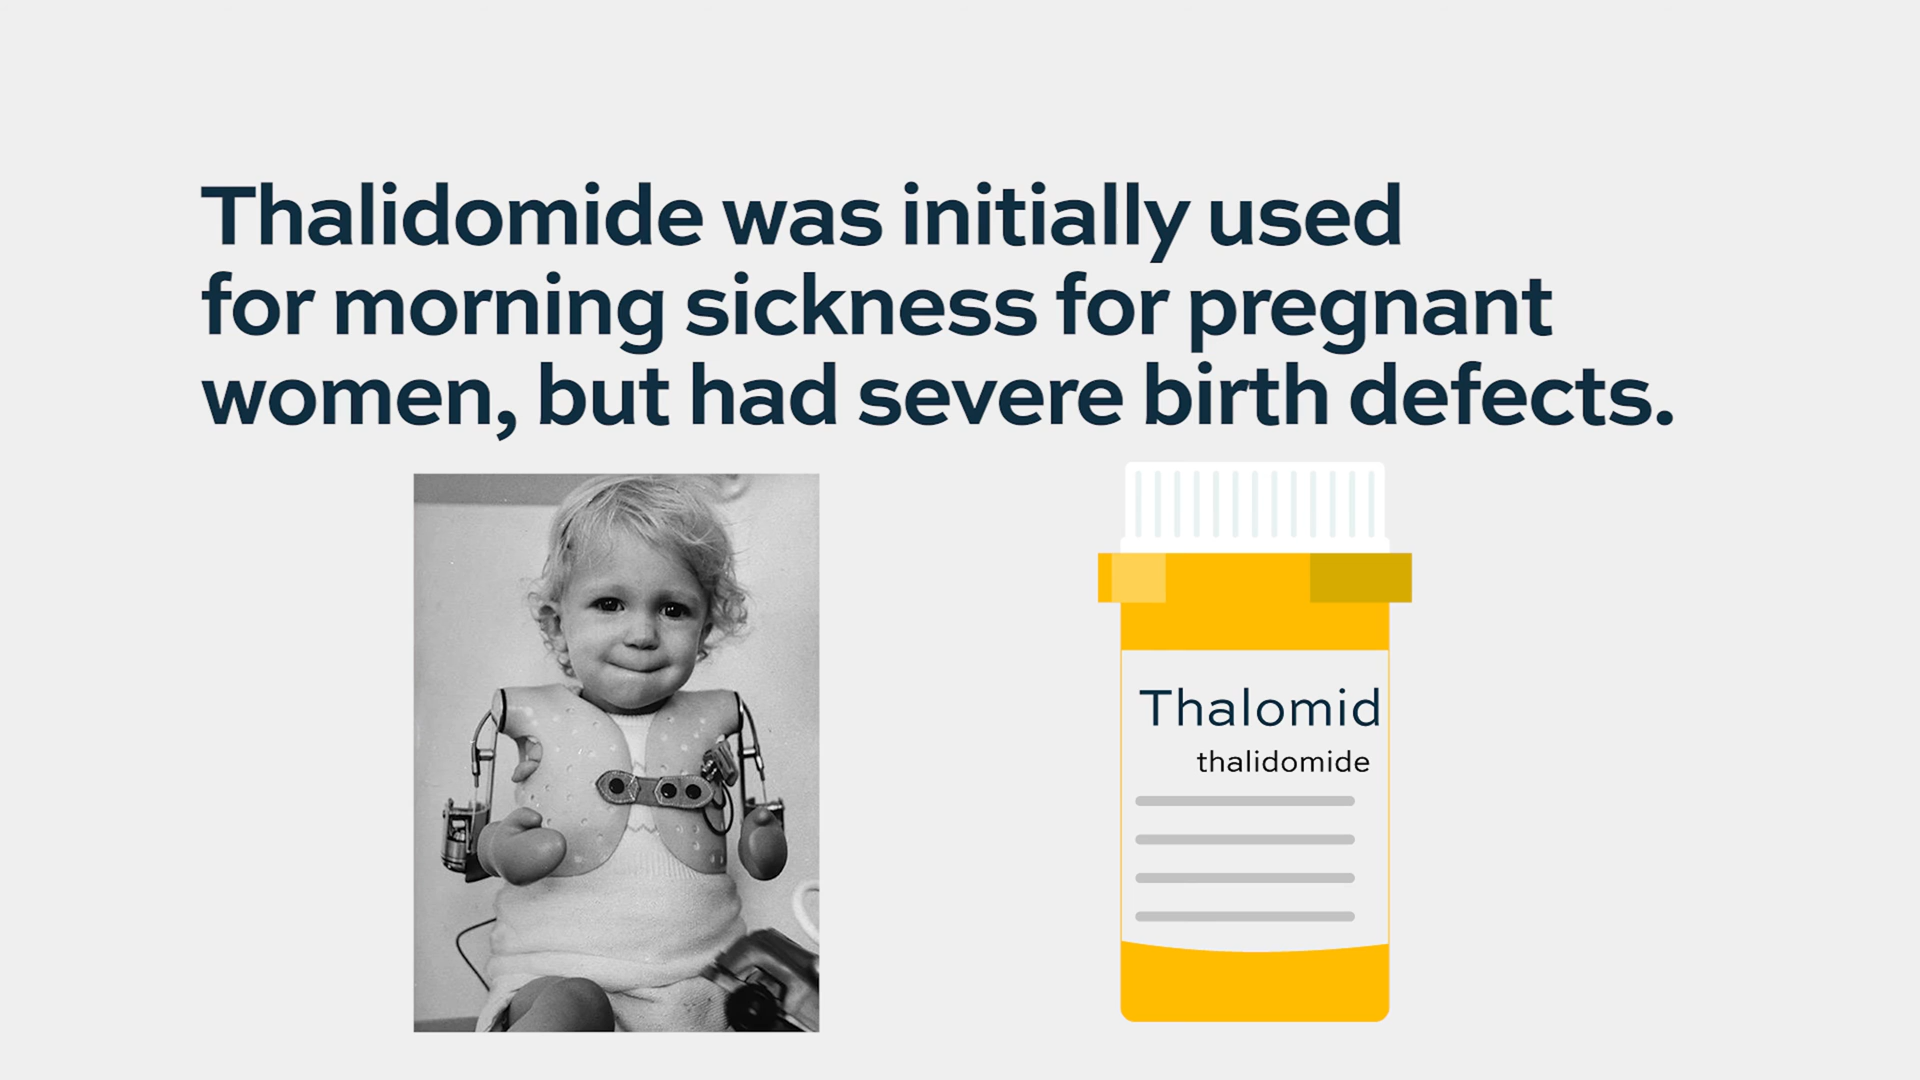 Thalidomide was initially used
for morning sickness for pregnant
women, but had severe birth defects.
Thalomid
thalidomide